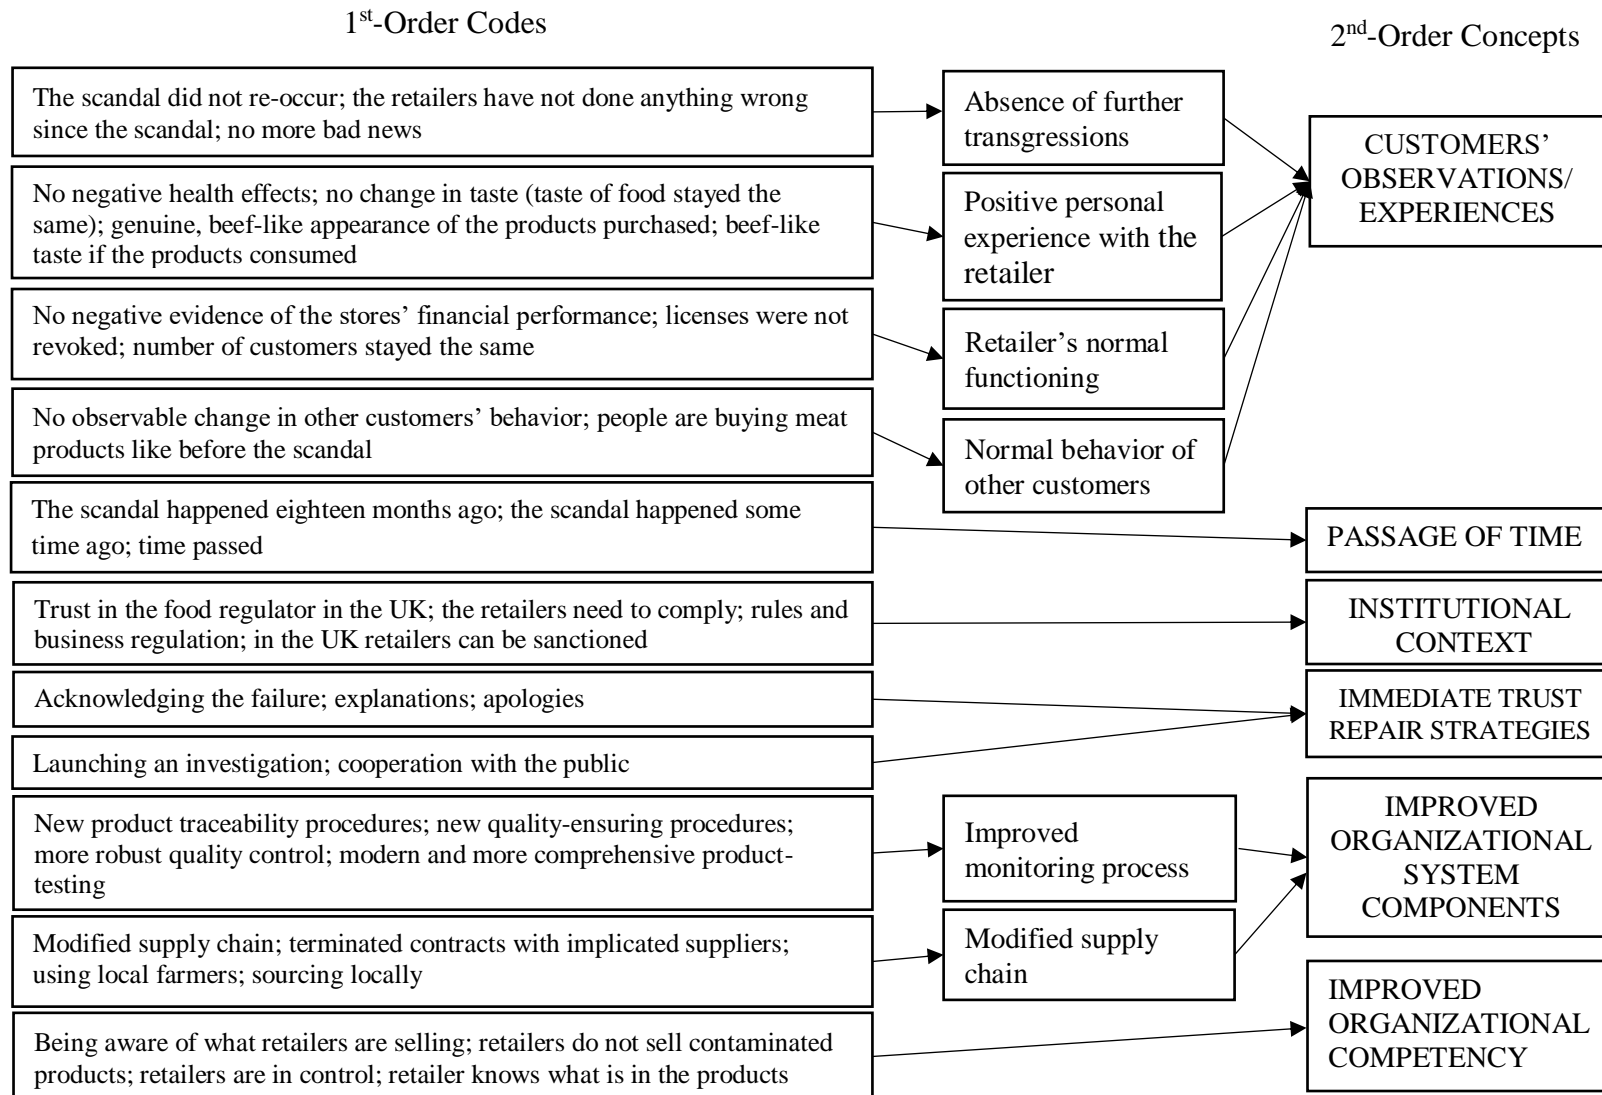 1st-Order Codes
2nd-Order Concepts
The scandal did not re-occur; the retailers have not done anything wrong
since the scandal; no more bad news
Absence of further
transgressions
CUSTOMERS’
OBSERVATIONS/
EXPERIENCES
No negative health effects; no change in taste (taste of food stayed the
same); genuine, beef-like appearance of the products purchased; beef-like
taste if the products consumed
Positive personal
experience with the
retailer
No negative evidence of the stores’ financial performance; licenses were not
revoked; number of customers stayed the same
Retailer’s normal
functioning
No observable change in other customers’ behavior; people are buying meat
products like before the scandal
Normal behavior of
other customers
The scandal happened eighteen months ago; the scandal happened some
time ago; time passed
PASSAGE OF TIME
Trust in the food regulator in the UK; the retailers need to comply; rules and
business regulation; in the UK retailers can be sanctioned
INSTITUTIONAL
CONTEXT
Acknowledging the failure; explanations; apologies
IMMEDIATE TRUST
REPAIR STRATEGIES
Launching an investigation; cooperation with the public
New product traceability procedures; new quality-ensuring procedures;
more robust quality control; modern and more comprehensive product-
testing
Improved
monitoring process
IMPROVED
ORGANIZATIONAL
SYSTEM
COMPONENTS
Modified supply chain; terminated contracts with implicated suppliers;
using local farmers; sourcing locally
Modified supply
chain
Being aware of what retailers are selling; retailers do not sell contaminated
products; retailers are in control; retailer knows what is in the products
IMPROVED
ORGANIZATIONAL
COMPETENCY